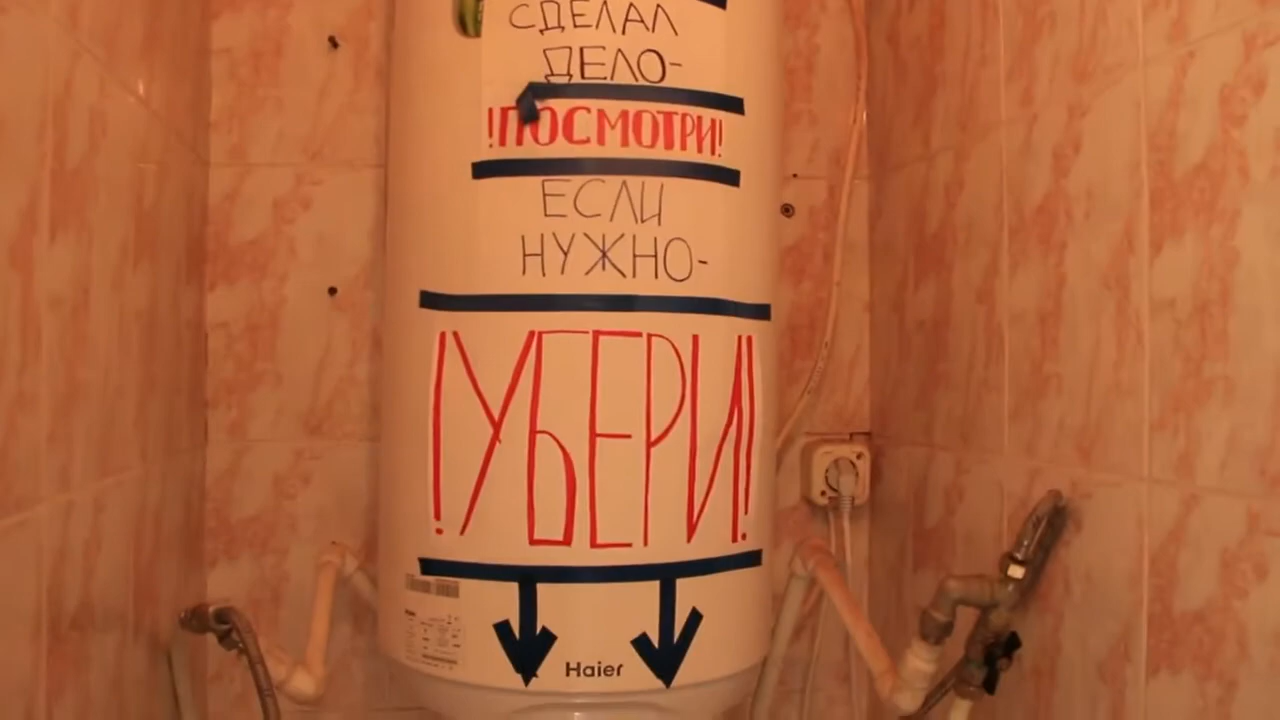 СДЕЛАЛ
ДЕЛО-
!ПОСМОТРИ!
ЕСЛИ
НУЖНО-
!УБЕРИ!
Haier